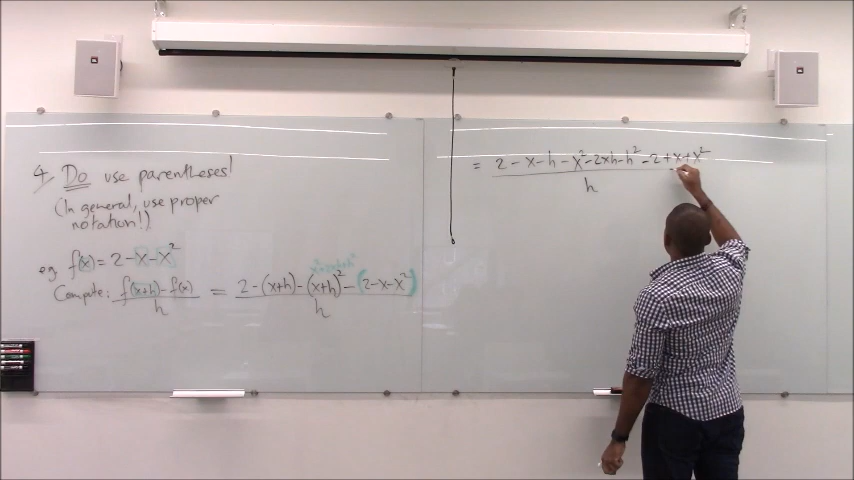 4. Do use parentheses!
(In general, use proper
notation!)
eg f(x) = 2-x-x²
Compute: f(x+h)-f(x) / h = 2-(x+h)-(x+h)²-(2-x-x²) / h
= 2-x-h-x²-2xh-h²-2+x+x² / h